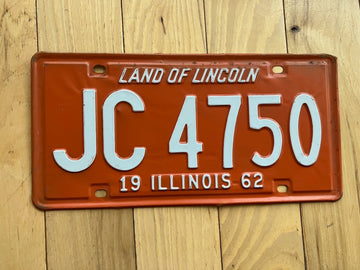 LAND OF LINCOLN
JC 4750
19 ILLINOIS 62